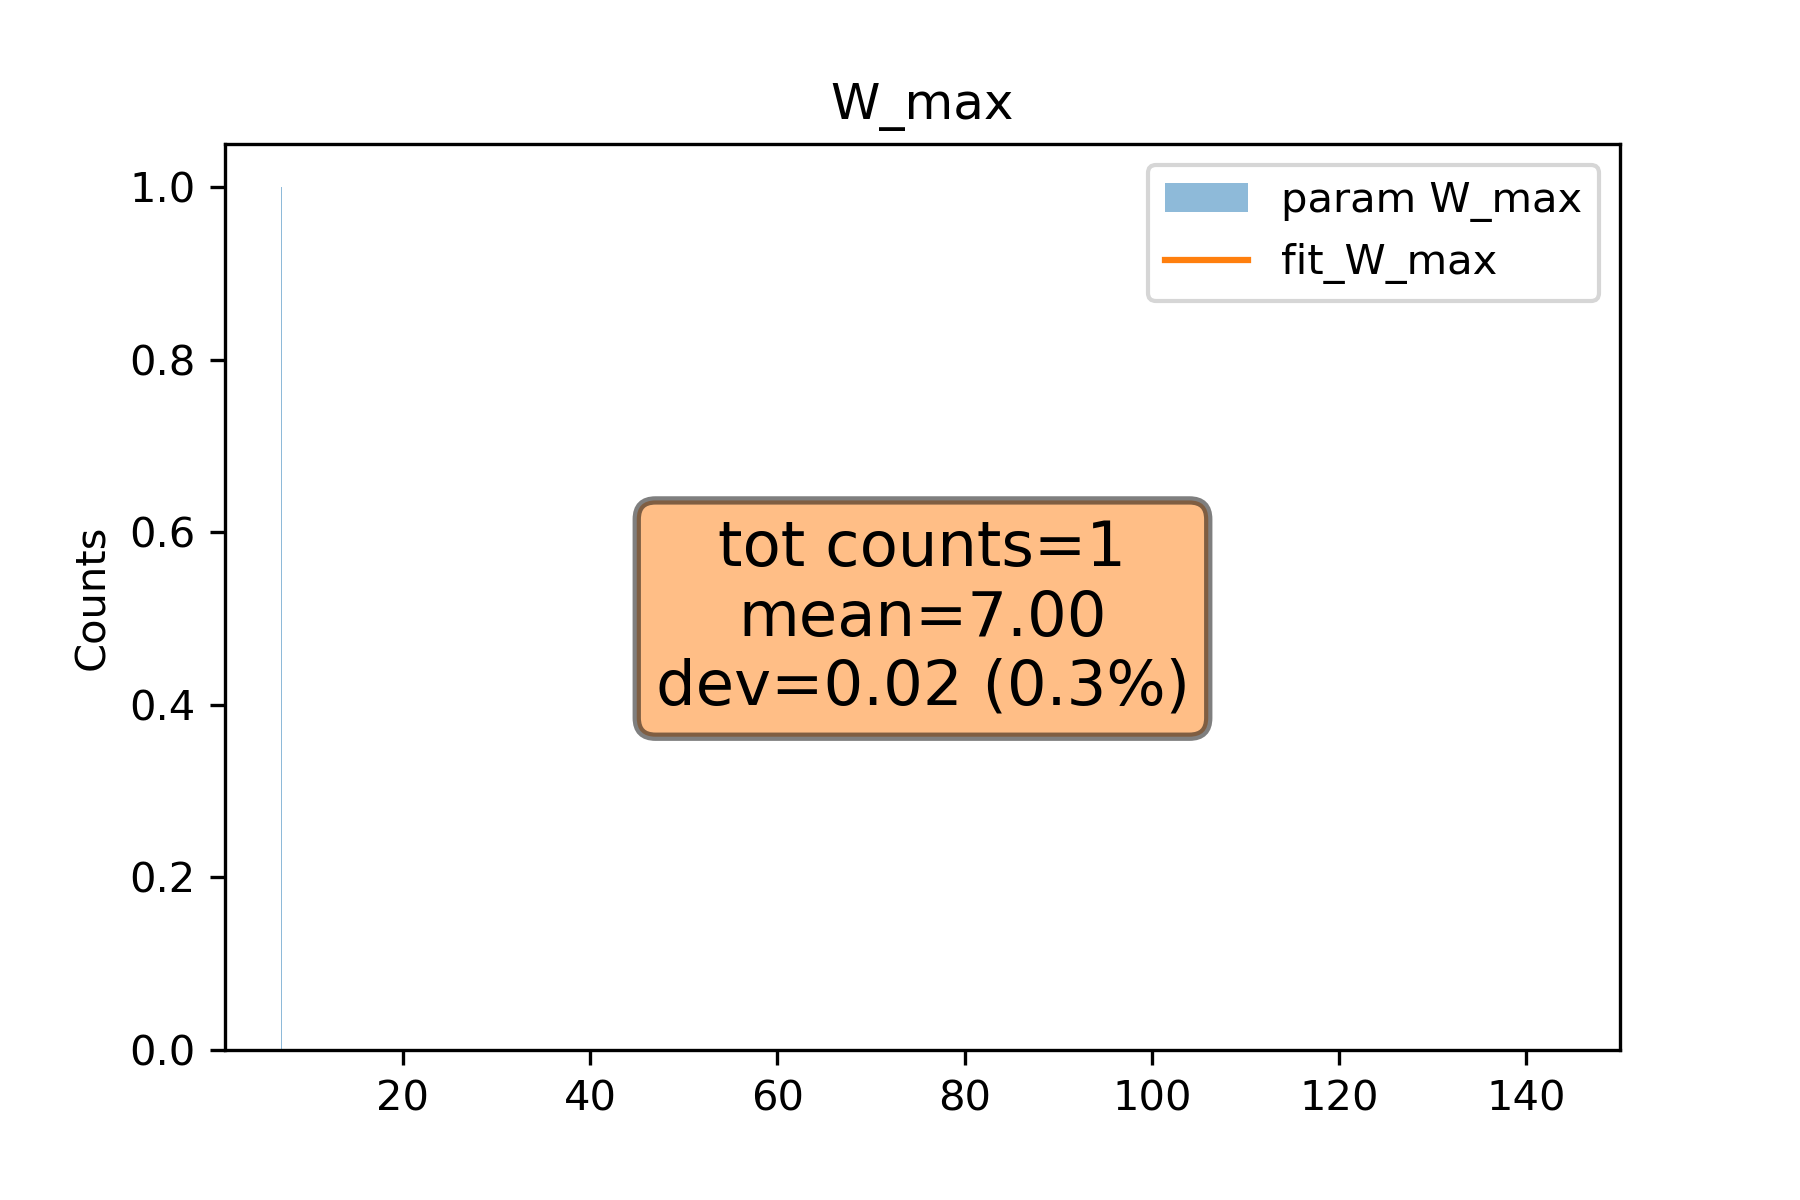 W_max
param W_max
fit_W_max
Counts
1.0
0.8
0.6
0.4
0.2
0.0
tot counts=1
mean=7.00
dev=0.02 (0.3%)
20 40 60 80 100 120 140